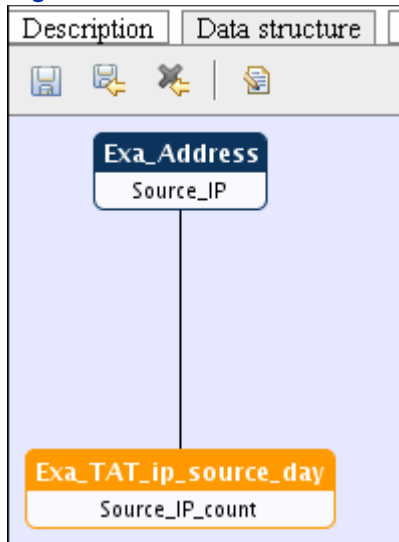 Description Data structure
Exa_Address
Source_IP
Exa_TAT_ip_source_day
Source_IP_count